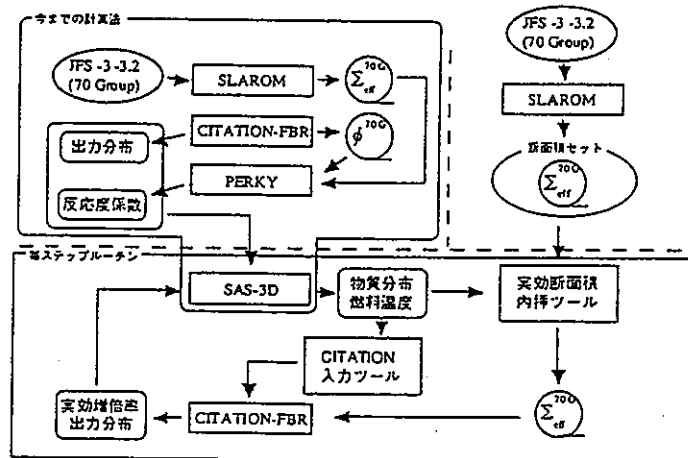 今までの計算法
JFS -3 -3.2
(70 Group)
SLAROM
Σeff 70G
CITATION-FBR
ϕ 70G
出力分布
PERKY
反応度係数
JFS -3 -3.2
(70 Group)
SLAROM
断面積セット
Σeff 70G
毎ステップルーチン
SAS-3D
物質分布
燃料温度
実効断面積
内挿ツール
CITATION
入力ツール
実効増倍率
出力分布
CITATION-FBR
Σeff 70G